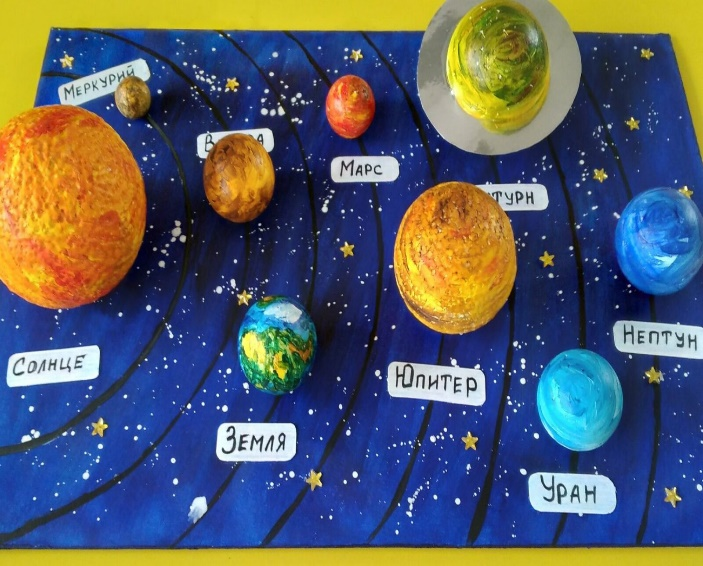 Меркурий
Марс
Солнце
Земля
Юпитер
Уран
Нептун